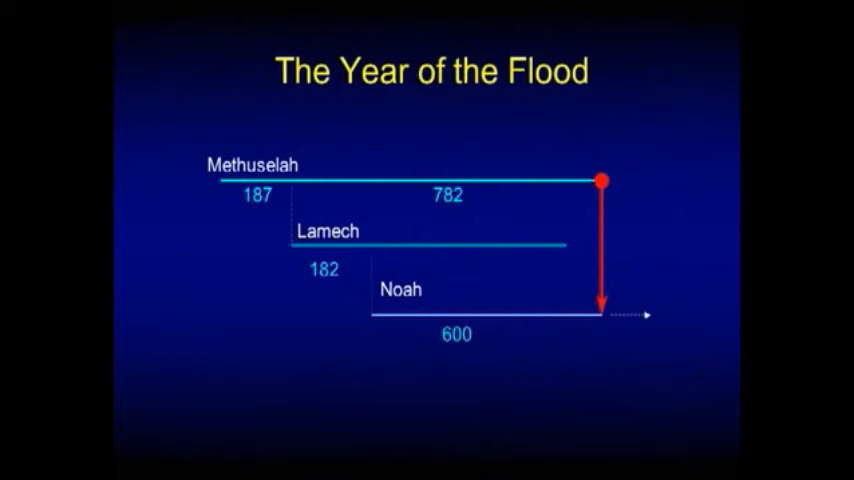 The Year of the Flood
Methuselah
187 782
Lamech
182
Noah
600